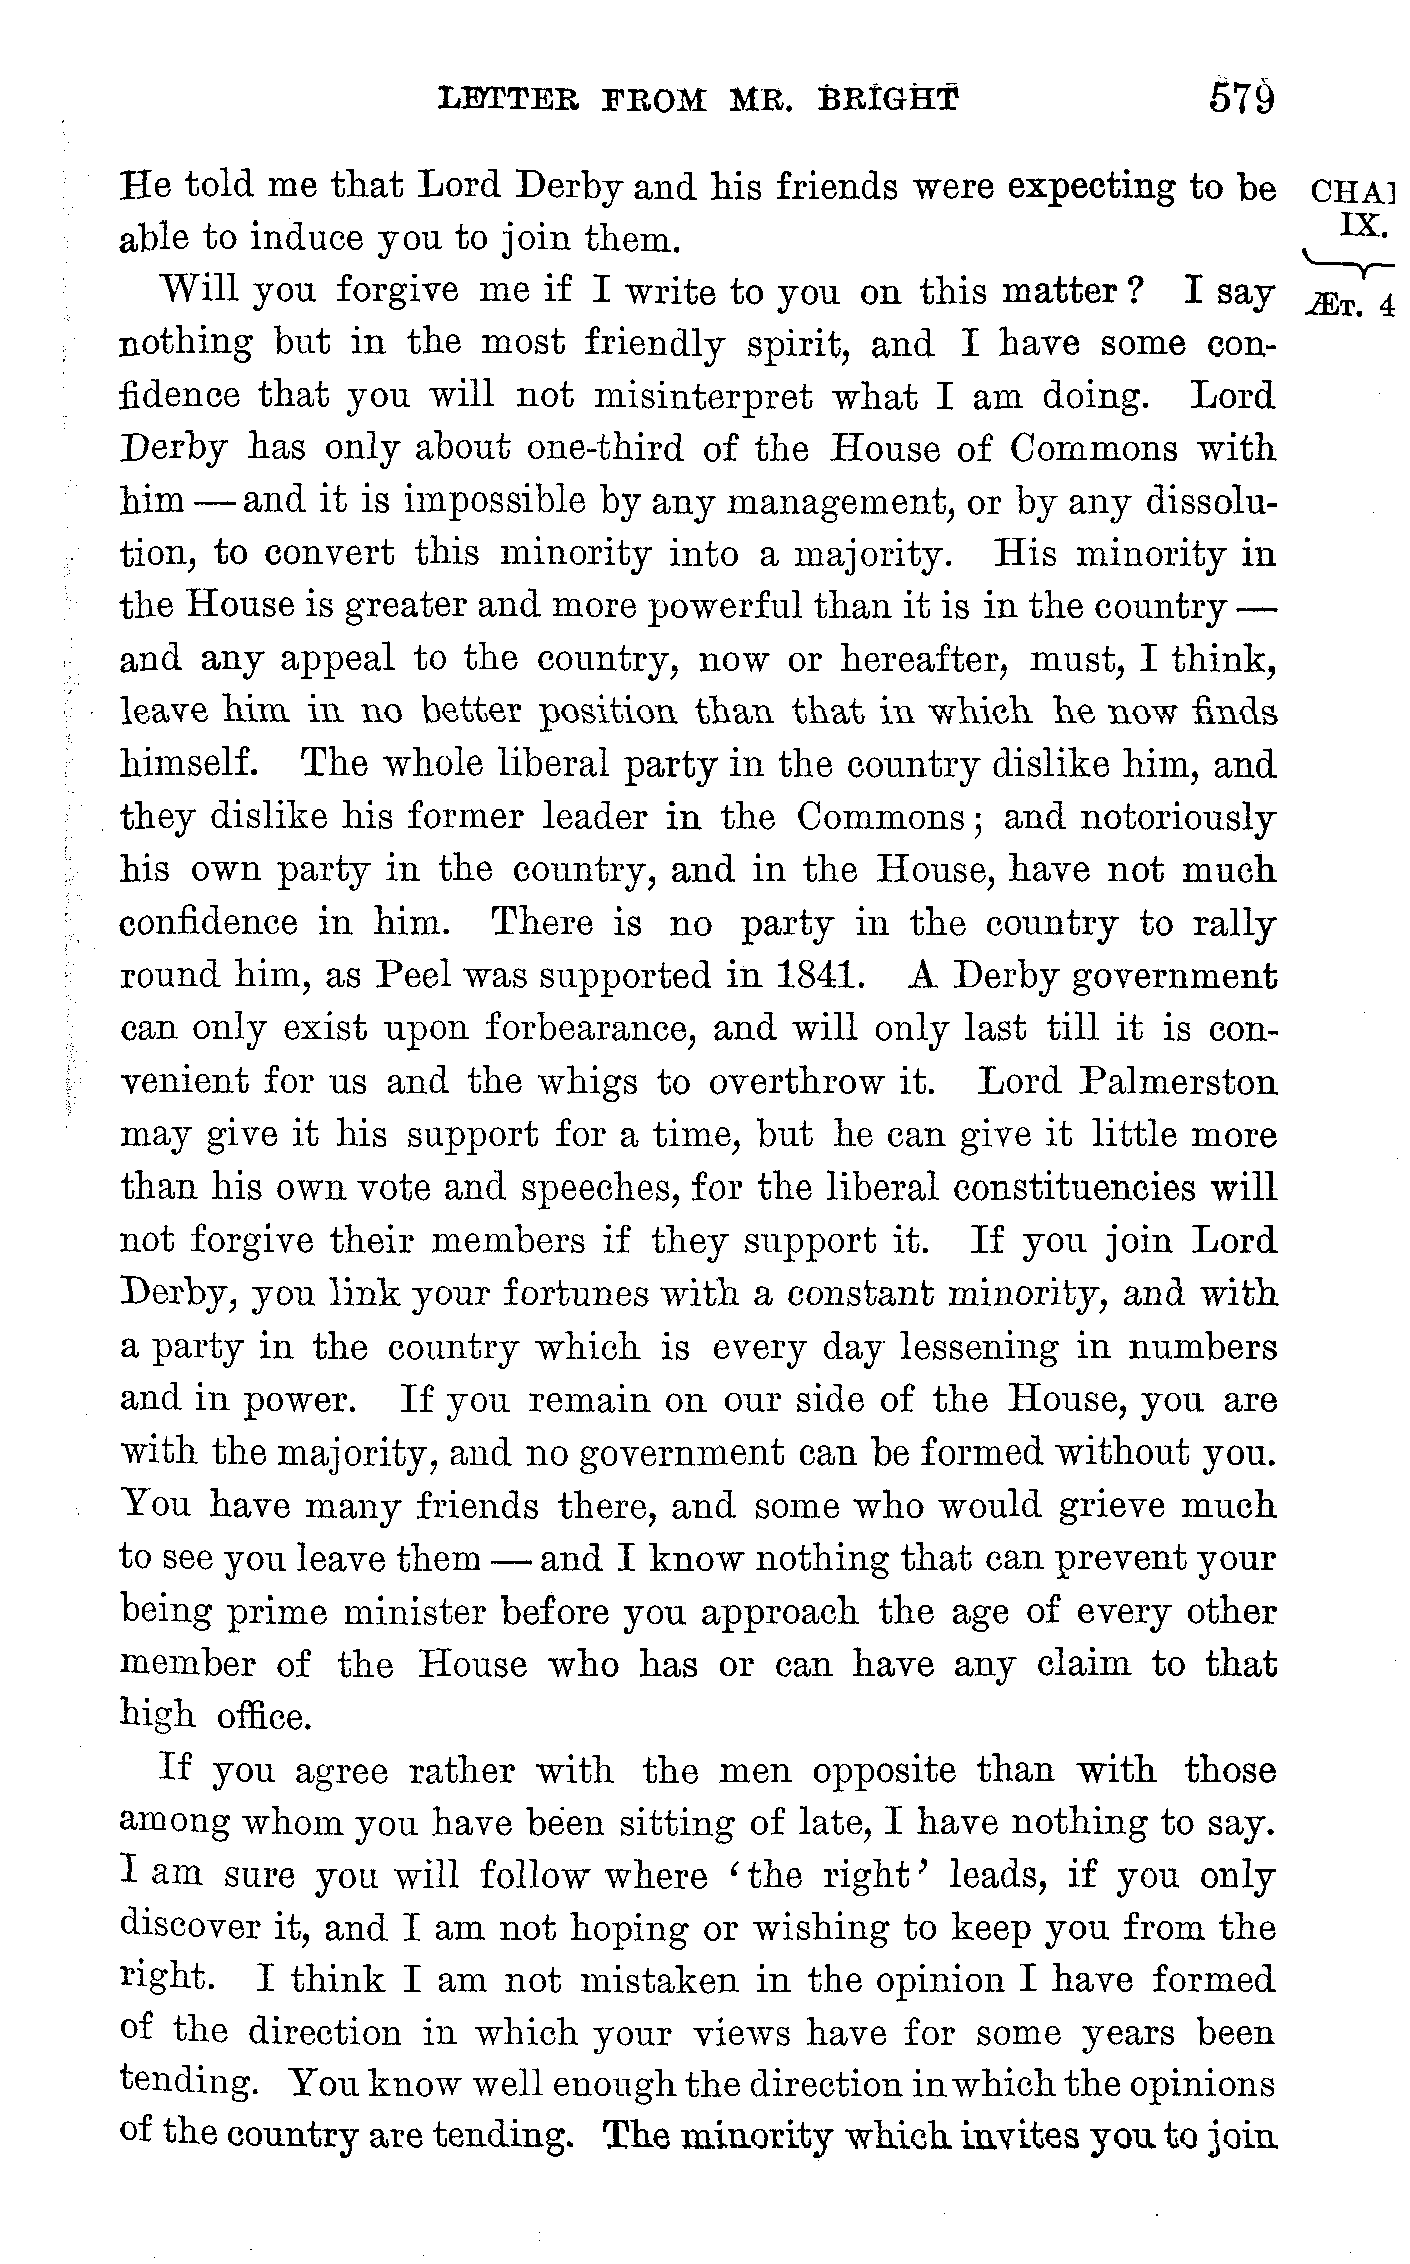 LETTER FROM MR. BRIGHT 579
He told me that Lord Derby and his friends were expecting to be
able to induce you to join them.
Will you forgive me if I write to you on this matter? I say
nothing but in the most friendly spirit, and I have some con-
fidence that you will not misinterpret what I am doing. Lord
Derby has only about one-third of the House of Commons with
him — and it is impossible by any management, or by any dissolu-
tion, to convert this minority into a majority. His minority in
the House is greater and more powerful than it is in the country —
and any appeal to the country, now or hereafter, must, I think,
leave him in no better position than that in which he now finds
himself. The whole liberal party in the country dislike him, and
they dislike his former leader in the Commons; and notoriously
his own party in the country, and in the House, have not much
confidence in him. There is no party in the country to rally
round him, as Peel was supported in 1841. A Derby government
can only exist upon forbearance, and will only last till it is con-
venient for us and the whigs to overthrow it. Lord Palmerston
may give it his support for a time, but he can give it little more
than his own vote and speeches, for the liberal constituencies will
not forgive their members if they support it. If you join Lord
Derby, you link your fortunes with a constant minority, and with
a party in the country which is every day lessening in numbers
and in power. If you remain on our side of the House, you are
with the majority, and no government can be formed without you.
You have many friends there, and some who would grieve much
to see you leave them — and I know nothing that can prevent your
being prime minister before you approach the age of every other
member of the House who has or can have any claim to that
high office.
If you agree rather with the men opposite than with those
among whom you have been sitting of late, I have nothing to say.
I am sure you will follow where ‘the right’ leads, if you only
discover it, and I am not hoping or wishing to keep you from the
right. I think I am not mistaken in the opinion I have formed
of the direction in which your views have for some years been
tending. You know well enough the direction in which the opinions
of the country are tending. The minority which invites you to join
CHA
IX.
ÆT. 4